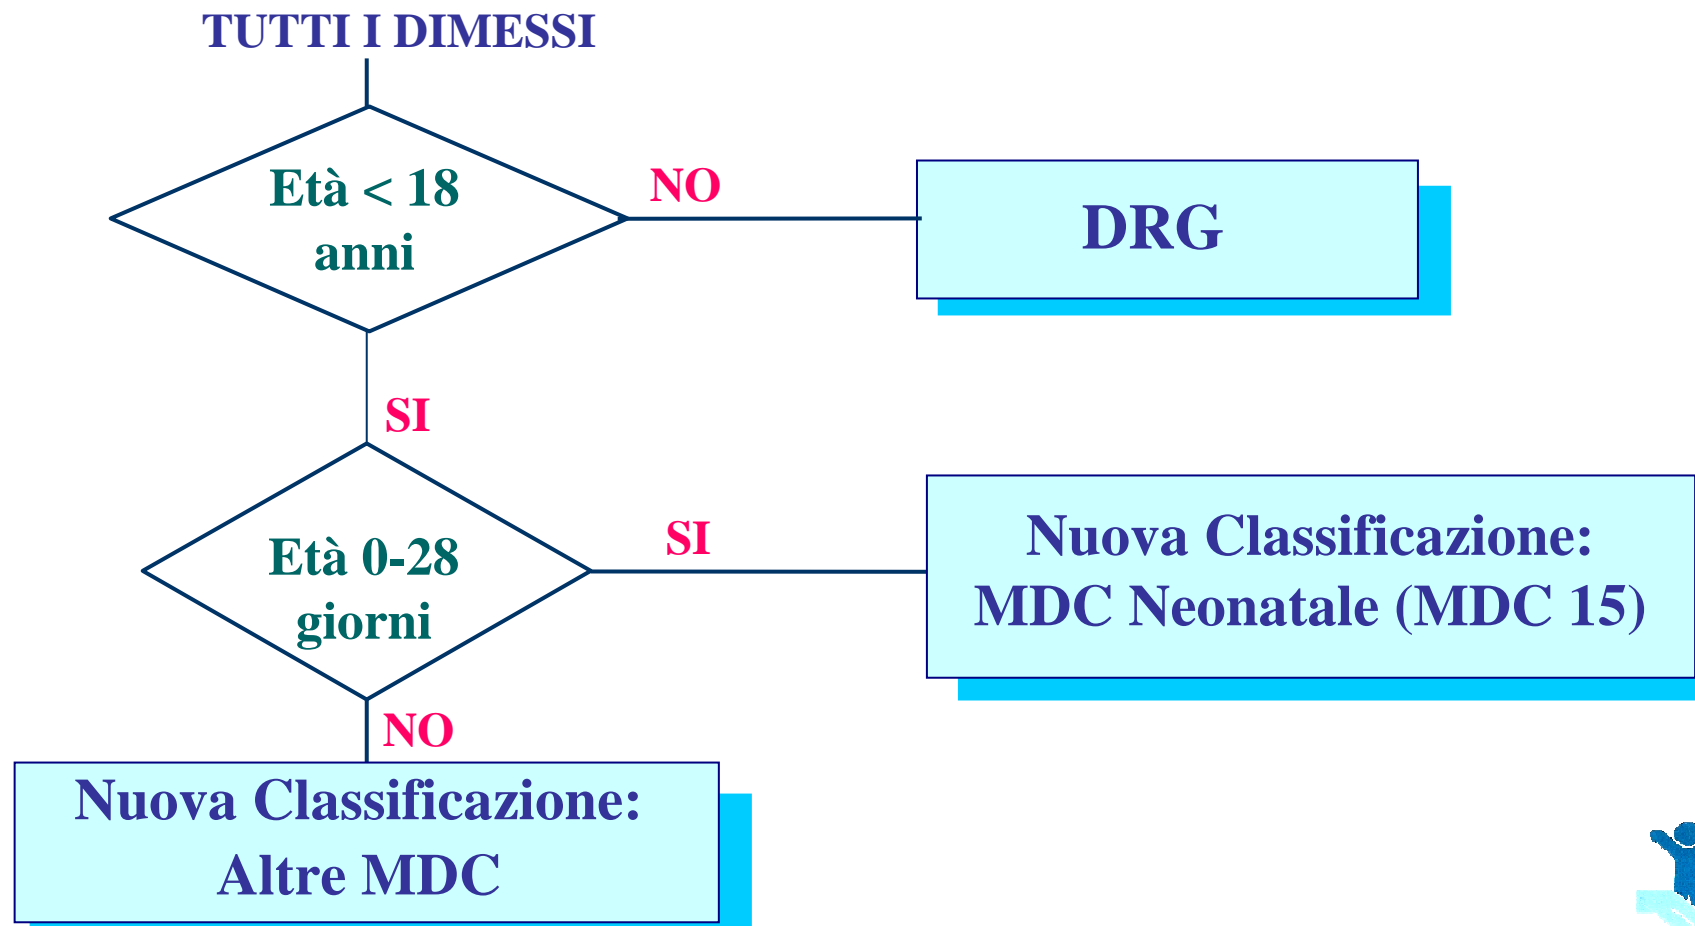 TUTTI I DIMESSI
Età < 18
anni
NO
DRG
SI
Età 0-28
giorni
SI
Nuova Classificazione:
MDC Neonatale (MDC 15)
NO
Nuova Classificazione:
Altre MDC